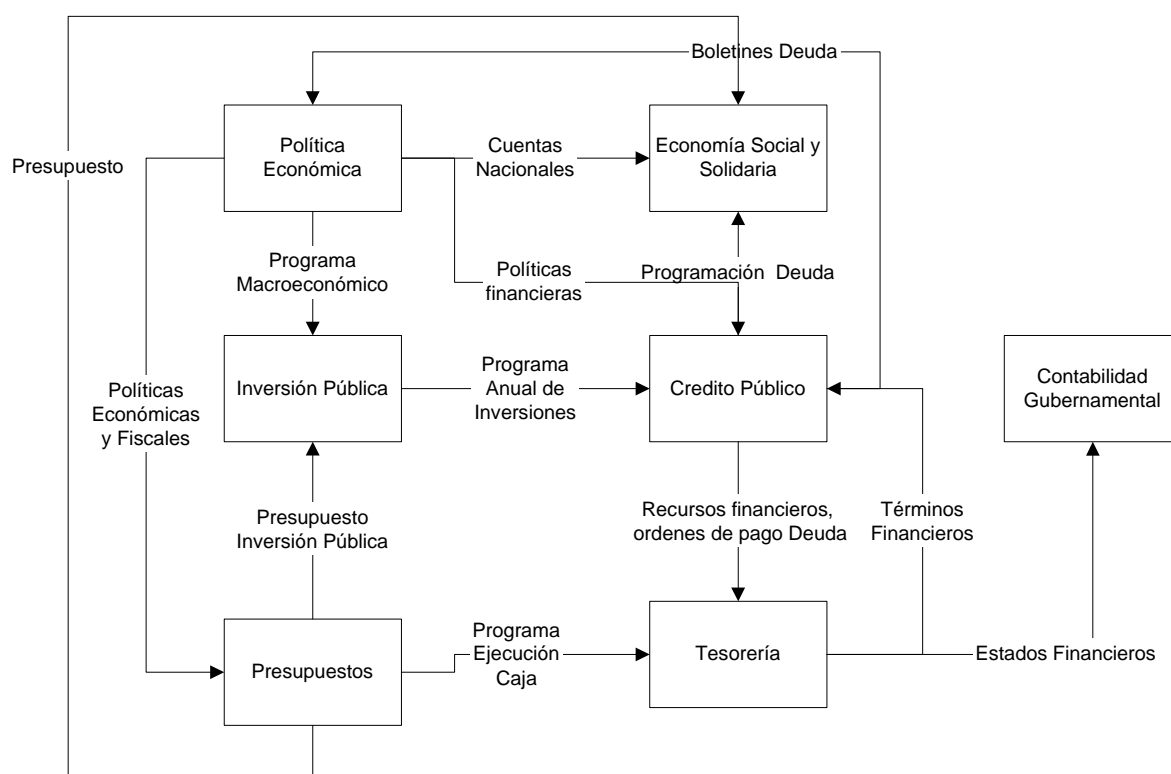 Boletines Deuda
Presupuesto
Política
Económica
Cuentas
Nacionales
Economía Social y
Solidaria
Programa
Macroeconómico
Políticas
financieras
Programación  Deuda
Políticas
Económicas
y Fiscales
Inversión Pública
Programa
Anual de
Inversiones
Credito Público
Contabilidad
Gubernamental
Presupuesto
Inversión Pública
Recursos financieros,
ordenes de pago Deuda
Términos
Financieros
Presupuestos
Programa
Ejecución
Caja
Tesorería
Estados Financieros